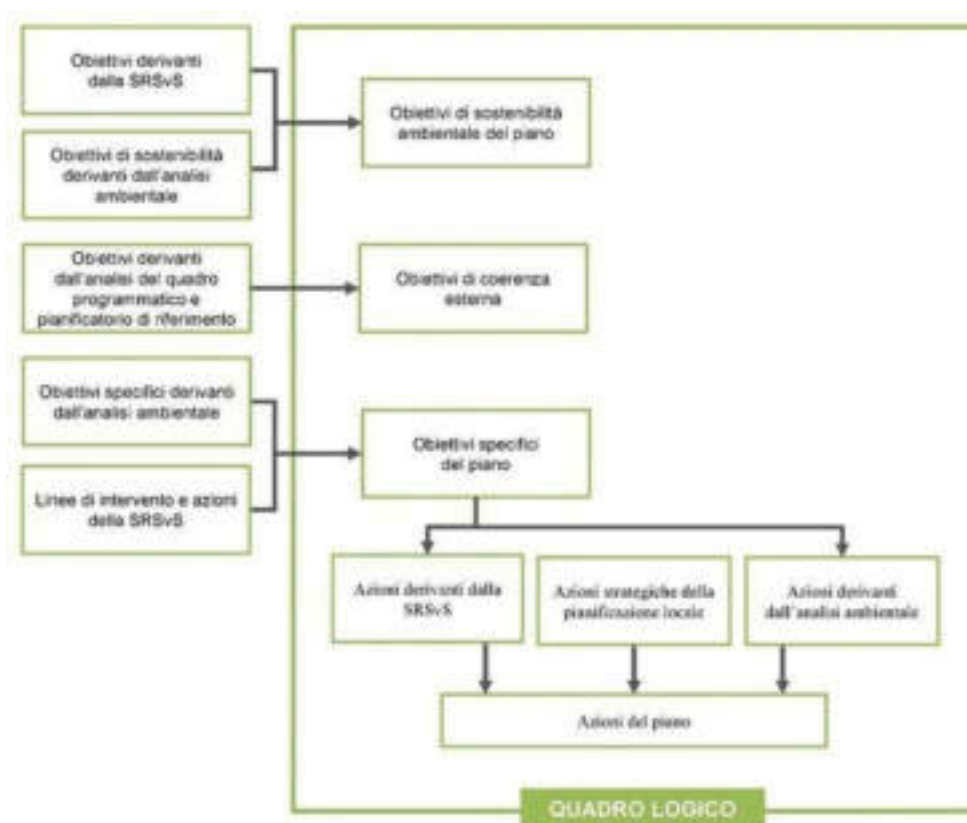 Obiettivi derivanti
dalla SRSvS
Obiettivi di sostenibilità
derivanti dall'analisi
ambientale
Obiettivi di sostenibilità
ambientale del piano
Obiettivi derivanti
dall'analisi del quadro
programmatico e
pianificatorio di riferimento
Obiettivi di coerenza
esterna
Obiettivi specifici derivanti
dall'analisi ambientale
Linee di intervento e azioni
della SRSvS
Obiettivi specifici
del piano
Azioni derivanti dalla
SRSvS
Azioni strategiche della
pianificazione locale
Azioni derivanti
dall'analisi ambientale
Azioni del piano
QUADRO LOGICO